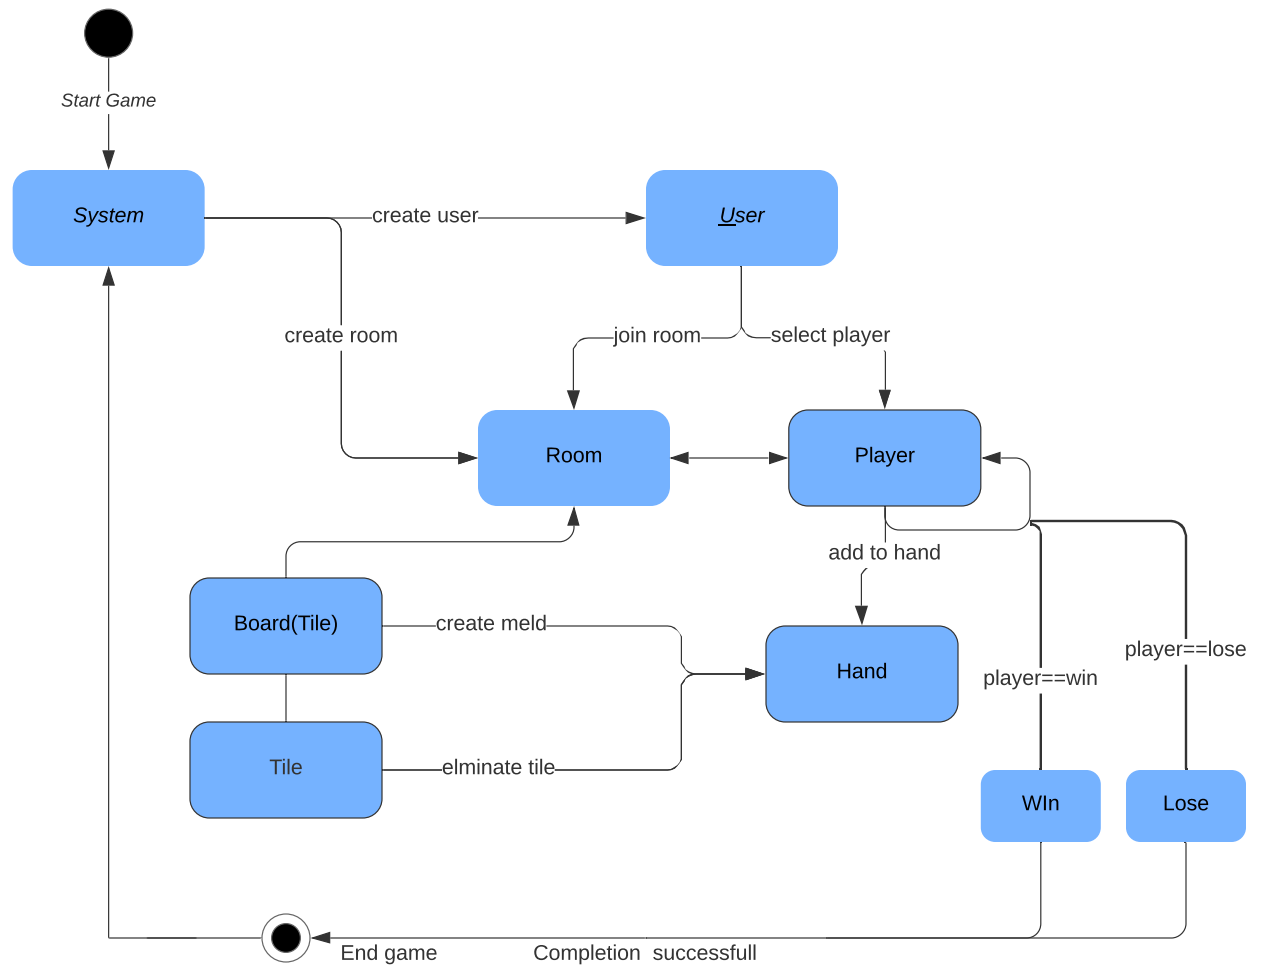 Start Game
System
create user
User
create room
join room
select player
Room
Player
add to hand
Board(Tile)
create meld
Hand
player==lose
player==win
Tile
elminate tile
WIn
Lose
End game
Completion  successfull